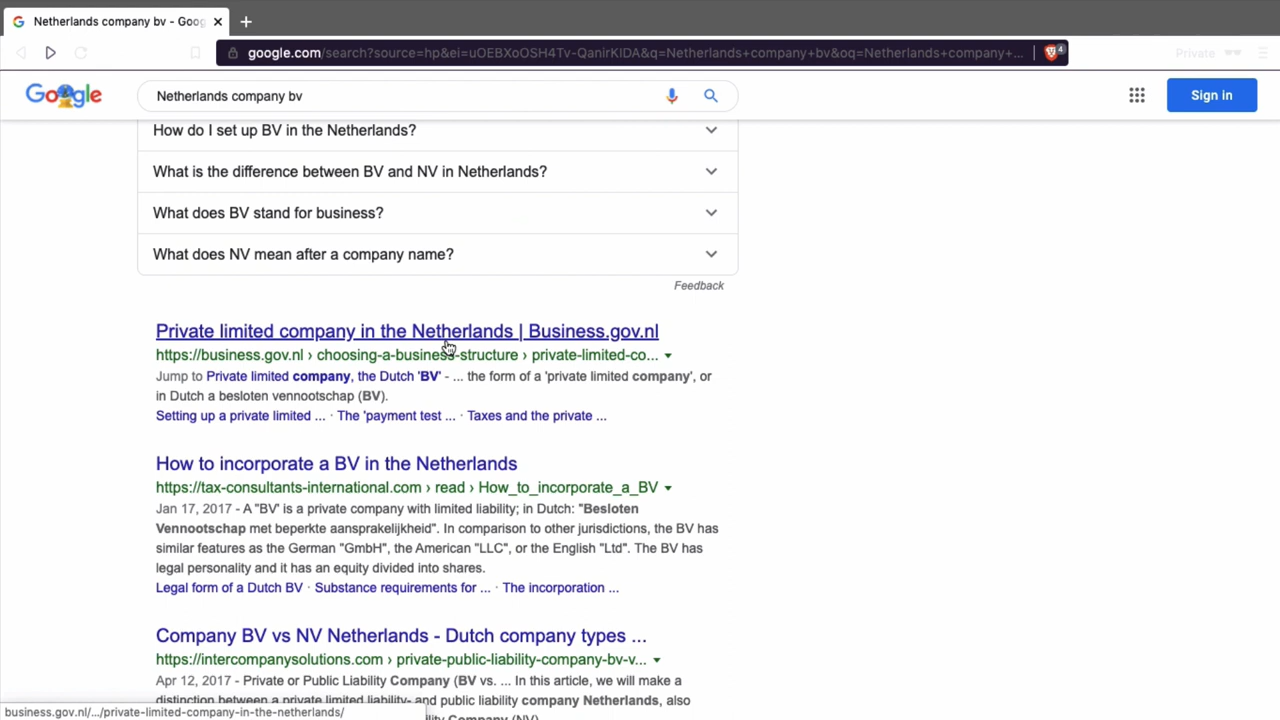 Netherlands company bv - Goog
google.com/search?source=hp&ei=uOEBXoOSH4Tv-QanirKIDA&q=Netherlands+company+bv&oq=Netherlands+company+...
4
Private
Google
Netherlands company bv
Sign in
How do I set up BV in the Netherlands?
What is the difference between BV and NV in Netherlands?
What does BV stand for business?
What does NV mean after a company name?
Feedback
Private limited company in the Netherlands | Business.gov.nl
https://business.gov.nl › choosing-a-business-structure › private-limited-co...
Jump to Private limited company, the Dutch 'BV' - ... the form of a 'private limited company', or
in Dutch a besloten vennootschap (BV).
Setting up a private limited ... · The 'payment test ... · Taxes and the private ...
How to incorporate a BV in the Netherlands
https://tax-consultants-international.com › read › How_to_incorporate_a_BV
Jan 17, 2017 - A "BV' is a private company with limited liability; in Dutch: "Besloten
Vennootschap met beperkte aansprakelijkheid". In comparison to other jurisdictions, the BV has
similar features as the German "GmbH", the American "LLC", or the English "Ltd". The BV has
legal personality and it has an equity divided into shares.
Legal form of a Dutch BV · Substance requirements for ... · The incorporation ...
Company BV vs NV Netherlands - Dutch company types ...
https://intercompanysolutions.com › private-public-liability-company-bv-v...
Apr 12, 2017 - Private or Public Liability Company (BV vs. ... In this article, we will make a
distinction between a private limited liability- and public liability company Netherlands, also
business.gov.nl/.../private-limited-company-in-the-netherlands/
Company (NV)